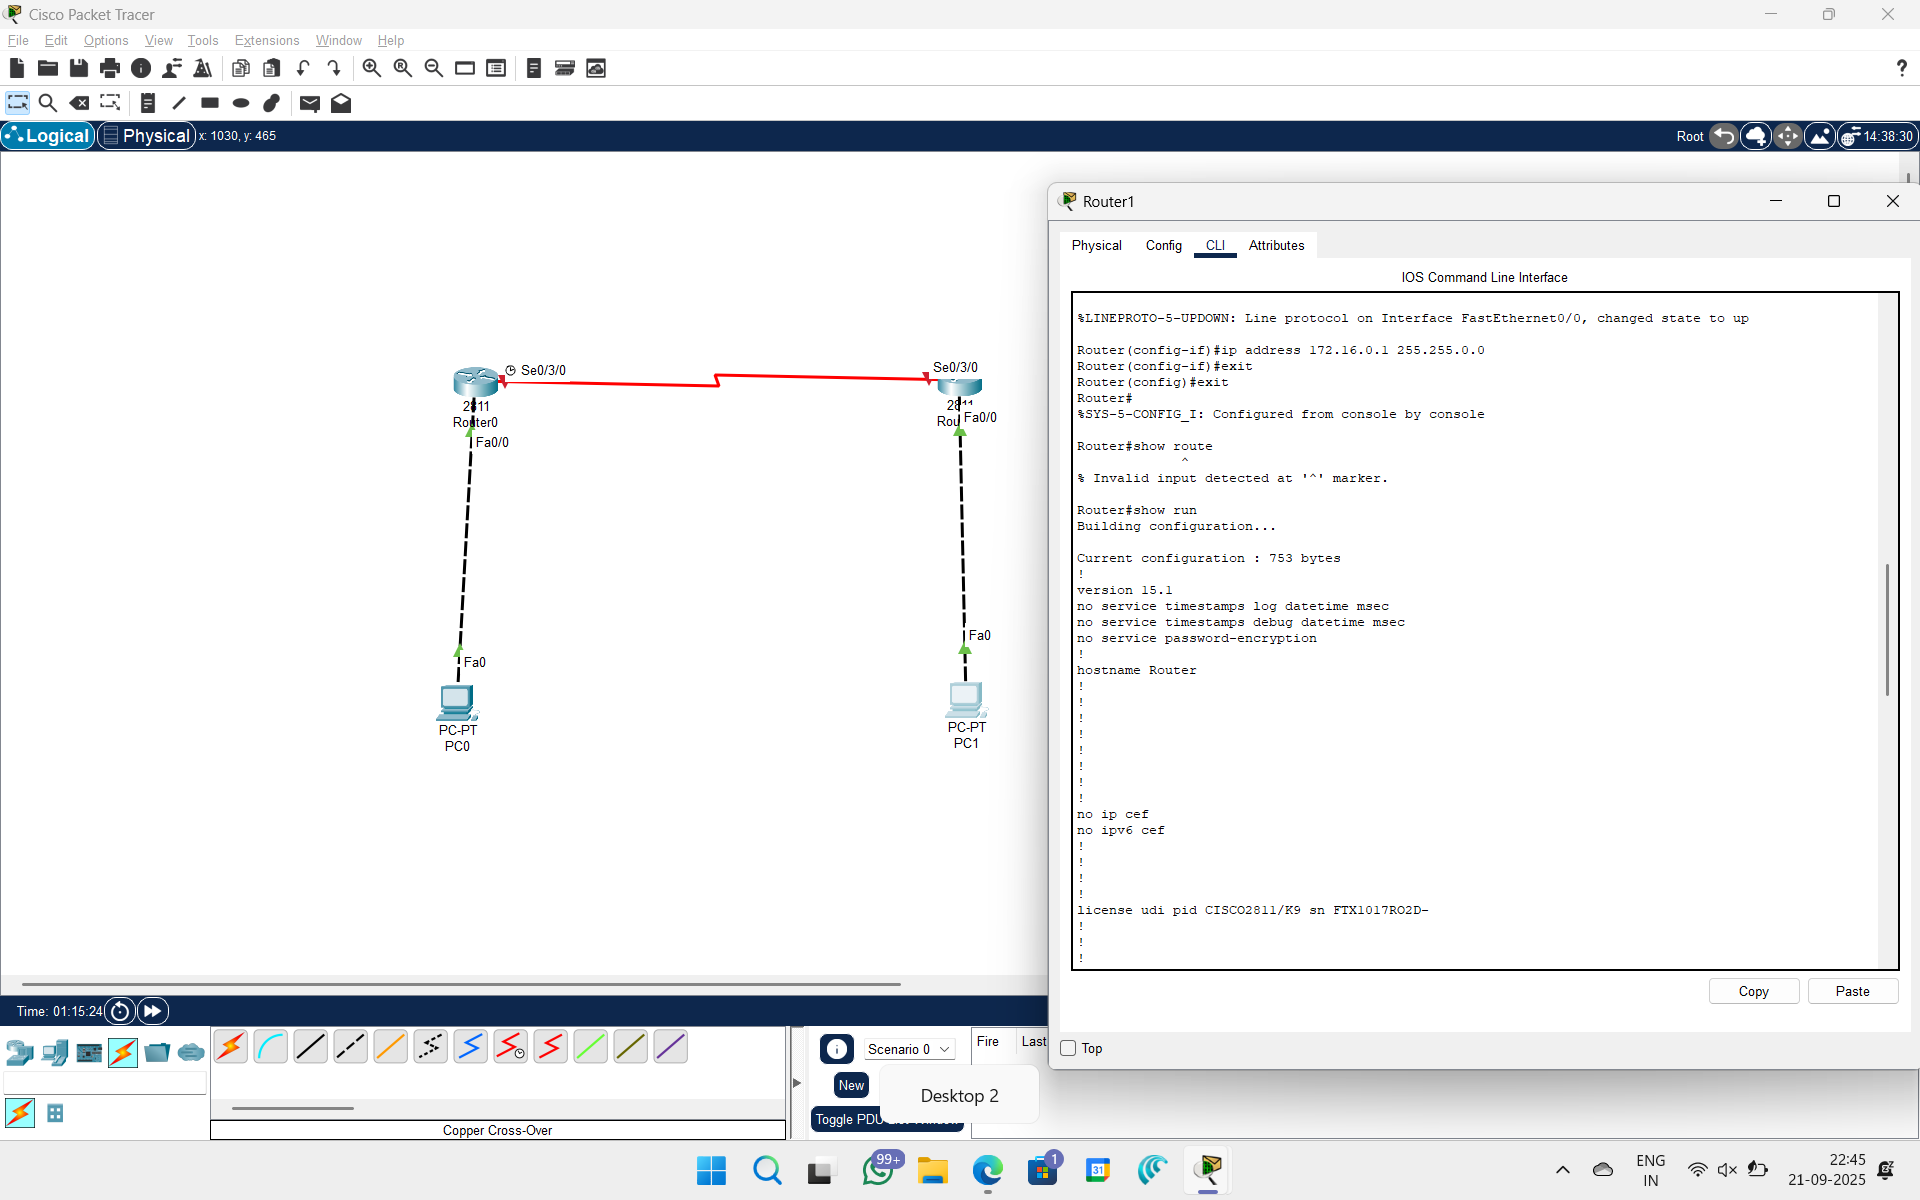 Cisco Packet Tracer
File Edit Options View Tools Extensions Window Help
?
Logical Physical x: 1030, y: 465
Root 14:38:30
Se0/3/0
2811
Router0
Fa0/0
Se0/3/0
Fa0/0
Fa0
PC-PT
PC0
Fa0
PC-PT
PC1
Router1
Physical Config CLI Attributes
IOS Command Line Interface
%LINEPROTO-5-UPDOWN: Line protocol on Interface FastEthernet0/0, changed state to up
Router(config-if)#ip address 172.16.0.1 255.255.0.0
Router(config-if)#exit
Router(config)#exit
Router#
%SYS-5-CONFIG_I: Configured from console by console
Router#show route
^
% Invalid input detected at '^' marker.
Router#show run
Building configuration...
Current configuration : 753 bytes
!
version 15.1
no service timestamps log datetime msec
no service timestamps debug datetime msec
no service password-encryption
!
hostname Router
!
!
!
!
!
!
!
!
no ip cef
no ipv6 cef
!
!
!
!
license udi pid CISCO2811/K9 sn FTX1017RO2D-
!
!
!
Copy Paste
Top
Time: 01:15:24
Scenario 0
Fire Last
New
Toggle PDU
Desktop 2
Copper Cross-Over
99+
1
31
ENG
IN
22:45
21-09-2025